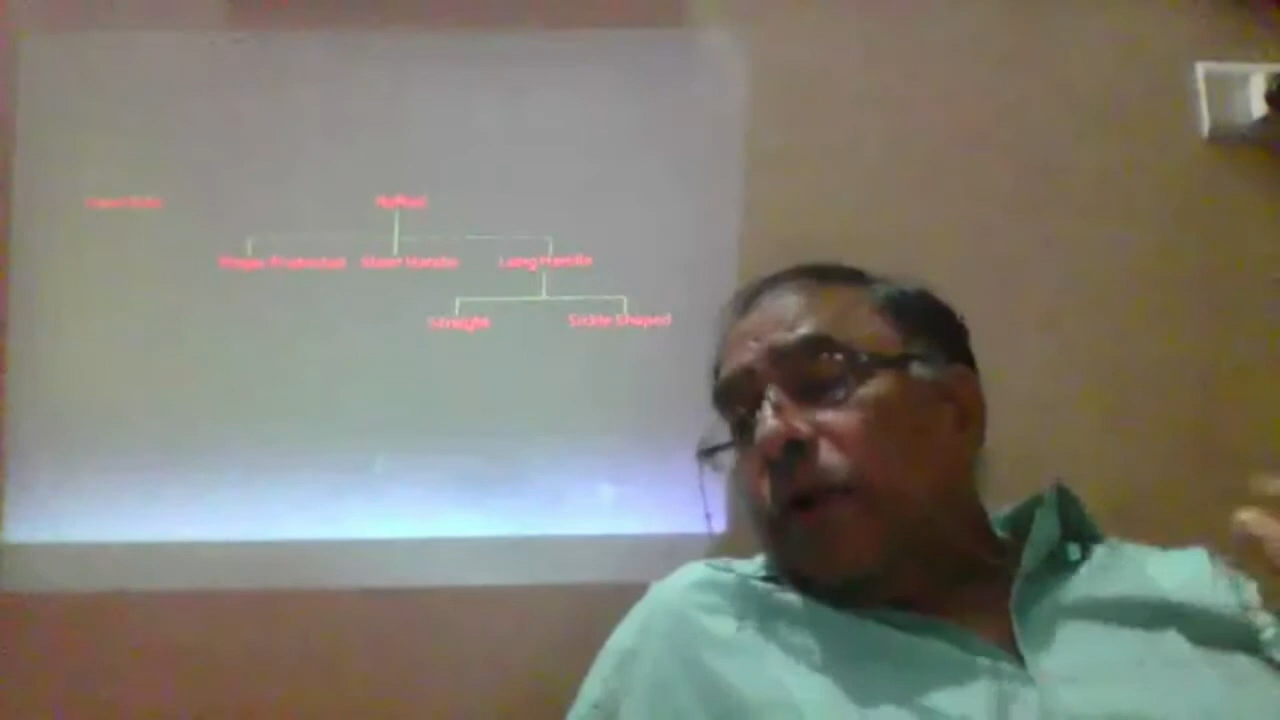 Hafted
Finger Protected Short Handle Long Handle
Straight Sickle Shaped